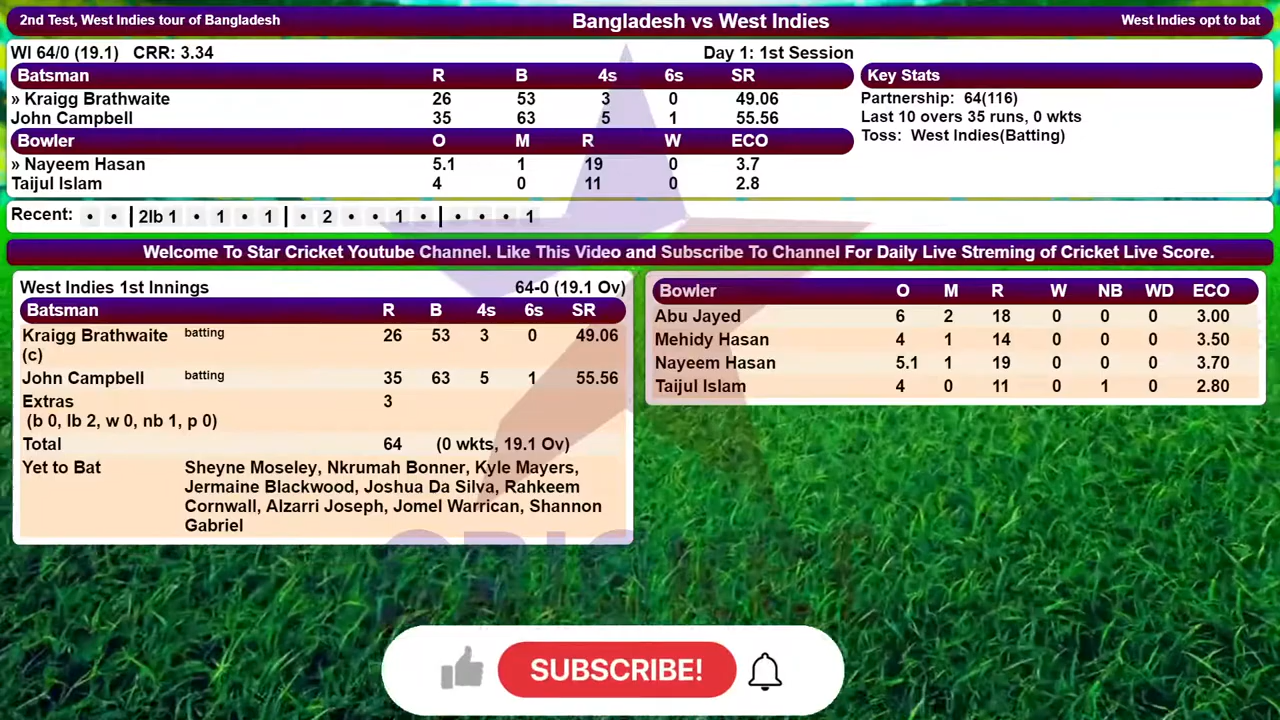 2nd Test, West Indies tour of Bangladesh Bangladesh vs West Indies West Indies opt to bat
WI 64/0 (19.1) CRR: 3.34 Day 1: 1st Session
Batsman R B 4s 6s SR
» Kraigg Brathwaite 26 53 3 0 49.06
John Campbell 35 63 5 1 55.56
Bowler O M R W ECO
» Nayeem Hasan 5.1 1 19 0 3.7
Taijul Islam 4 0 11 0 2.8
Key Stats
Partnership: 64(116)
Last 10 overs 35 runs, 0 wkts
Toss: West Indies(Batting)
Recent: • • | 2lb 1 • 1 • 1 | • 2 • • 1 • | • • • 1
Welcome To Star Cricket Youtube Channel. Like This Video and Subscribe To Channel For Daily Live Streming of Cricket Live Score.
West Indies 1st Innings 64-0 (19.1 Ov)
Batsman R B 4s 6s SR
Kraigg Brathwaite batting 26 53 3 0 49.06
(c)
John Campbell batting 35 63 5 1 55.56
Extras 3
(b 0, lb 2, w 0, nb 1, p 0)
Total 64 (0 wkts, 19.1 Ov)
Yet to Bat Sheyne Moseley, Nkrumah Bonner, Kyle Mayers,
Jermaine Blackwood, Joshua Da Silva, Rahkeem
Cornwall, Alzarri Joseph, Jomel Warrican, Shannon
Gabriel
Bowler O M R W NB WD ECO
Abu Jayed 6 2 18 0 0 0 3.00
Mehidy Hasan 4 1 14 0 0 0 3.50
Nayeem Hasan 5.1 1 19 0 0 0 3.70
Taijul Islam 4 0 11 0 1 0 2.80
SUBSCRIBE!